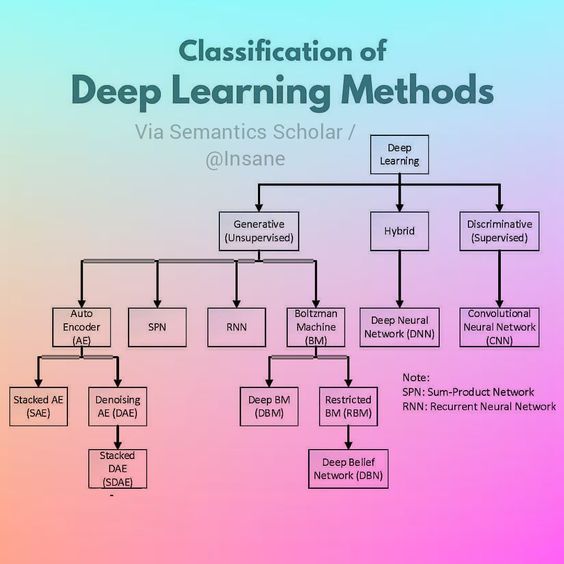 Classification of
Deep Learning Methods
Via Semantics Scholar /
@Insane
Deep
Learning
Generative
(Unsupervised)
Hybrid
Discriminative
(Supervised)
Auto
Encoder
(AE)
SPN
RNN
Boltzman
Machine
(BM)
Deep Neural
Network (DNN)
Convolutional
Neural Network
(CNN)
Stacked AE
(SAE)
Denoising
AE (DAE)
Deep BM
(DBM)
Restricted
BM (RBM)
Note:
SPN: Sum-Product Network
RNN: Recurrent Neural Network
Stacked
DAE
(SDAE)
Deep Belief
Network (DBN)